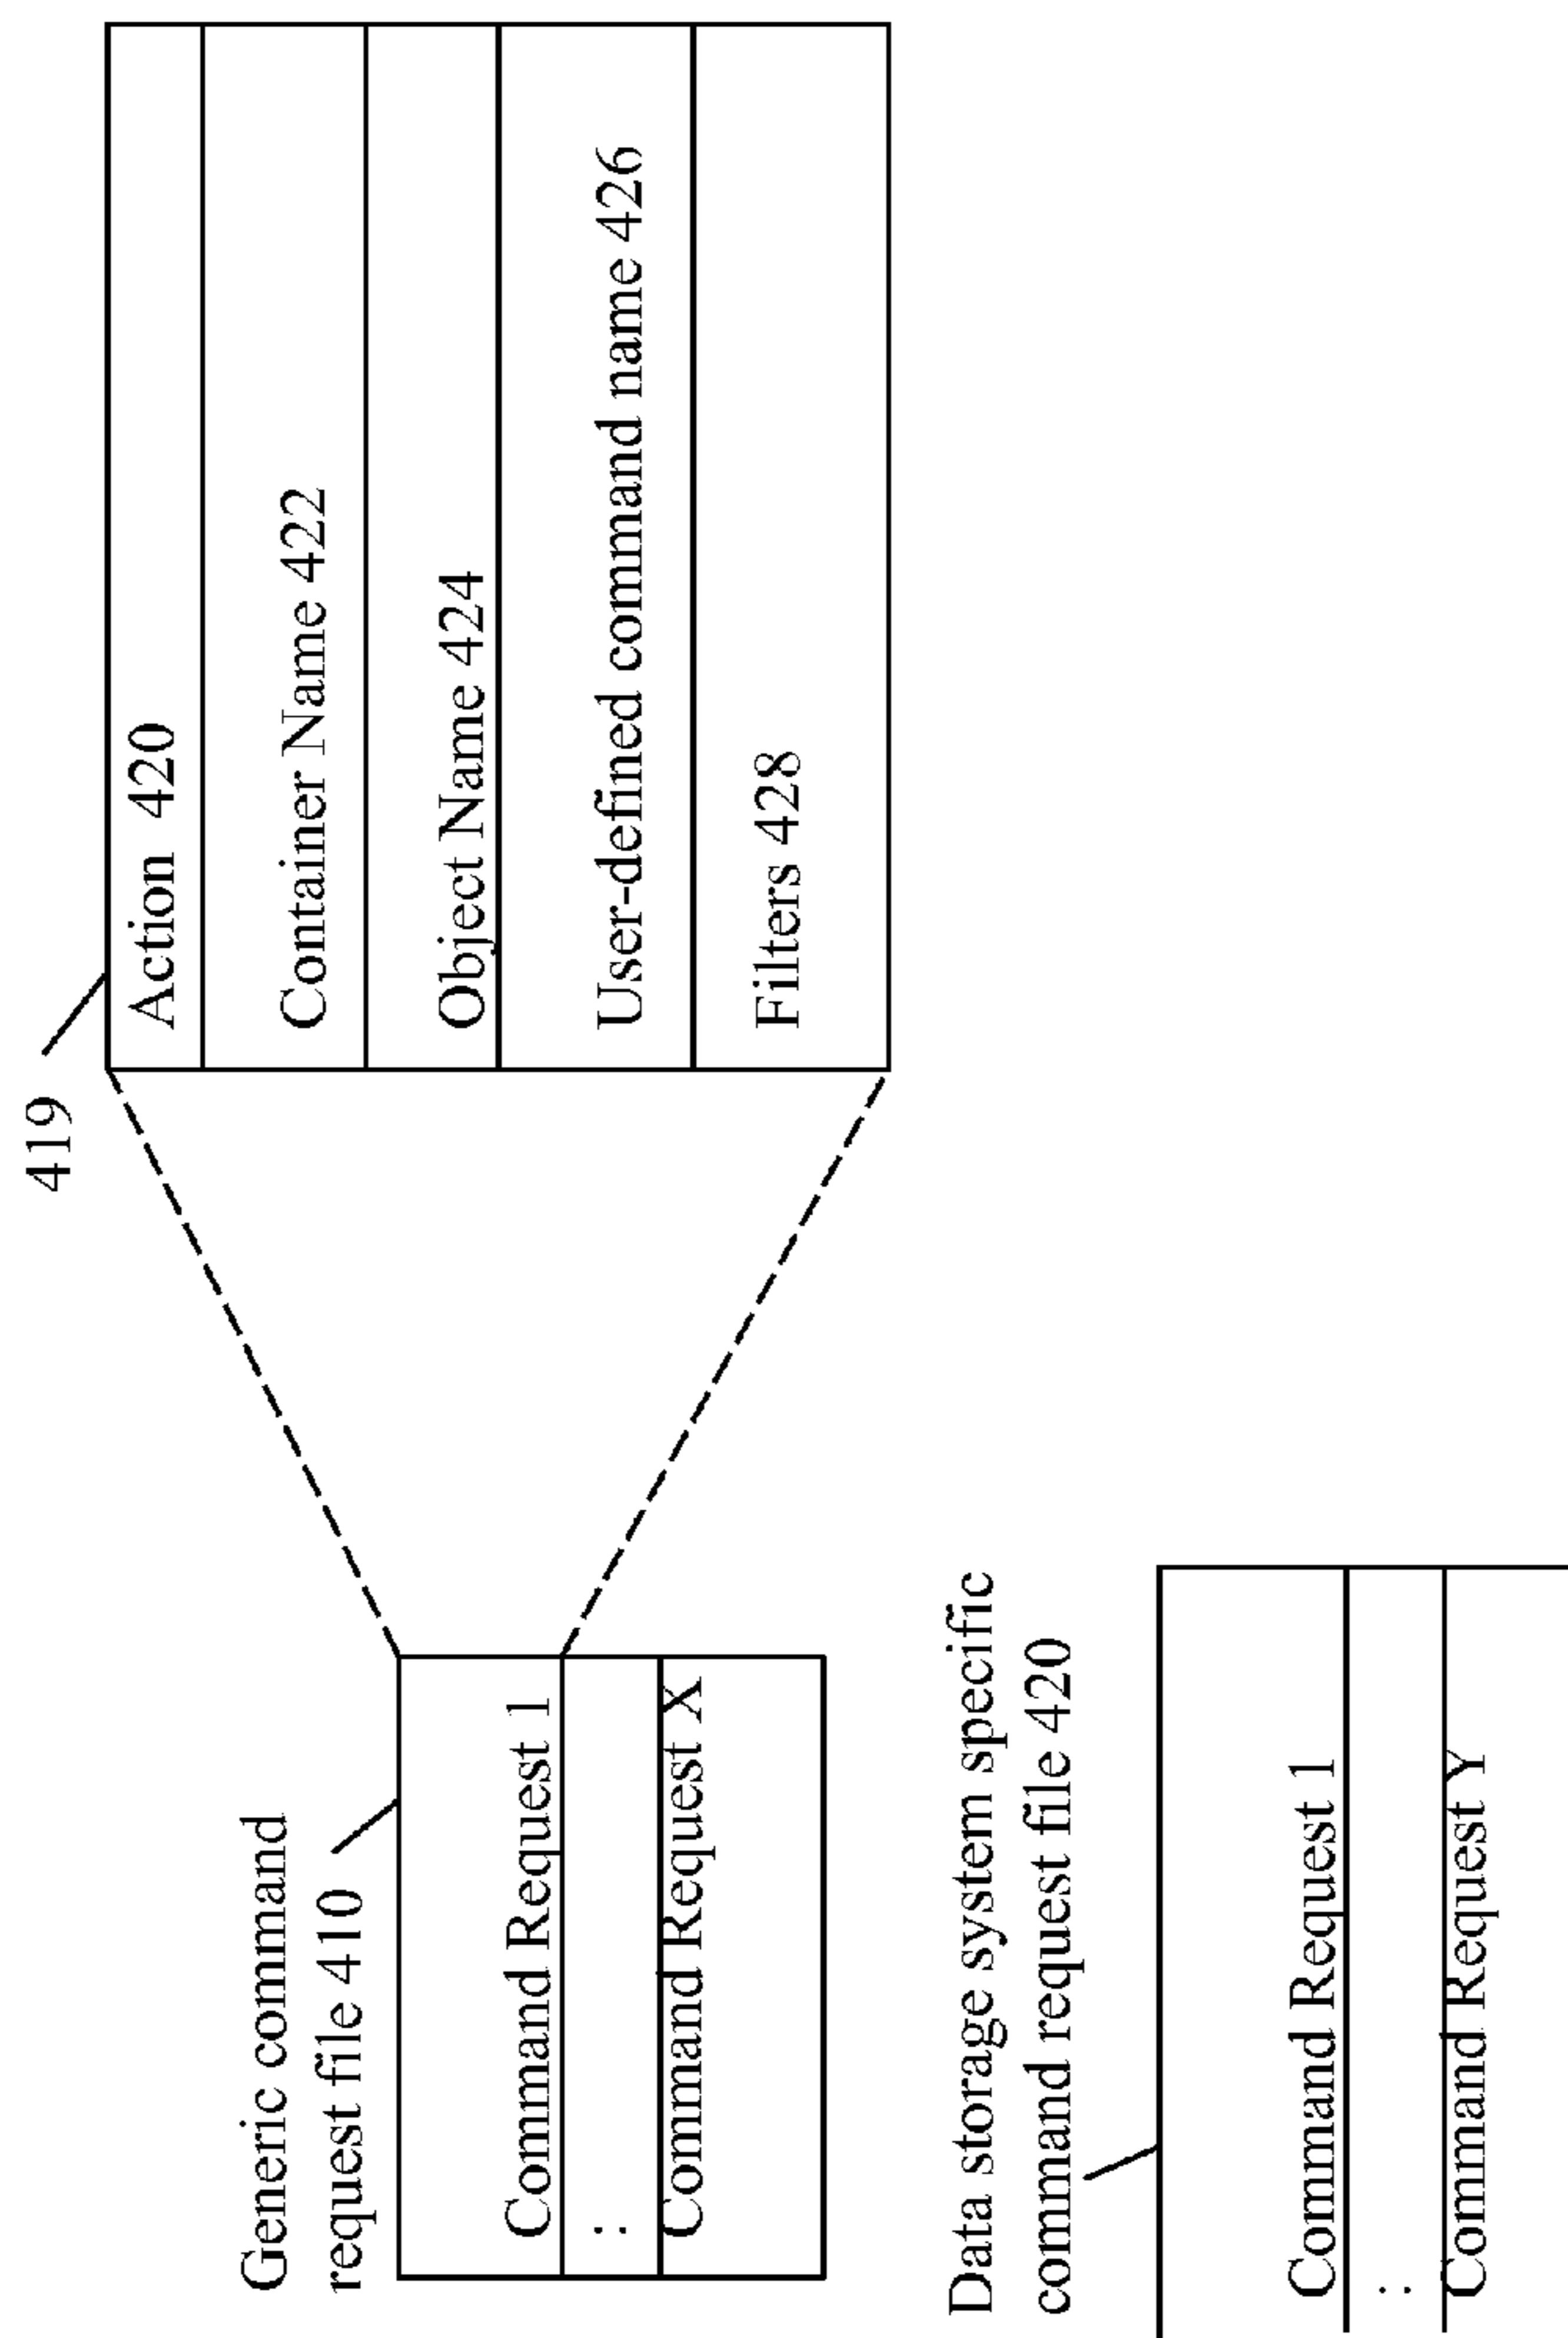 Generic command
request file 410
Command Request 1
:
Command Request X
419
Action 420
Container Name 422
Object Name 424
User-defined command name 426
Filters 428
Data storage system specific
command request file 420
Command Request 1
:
Command Request Y